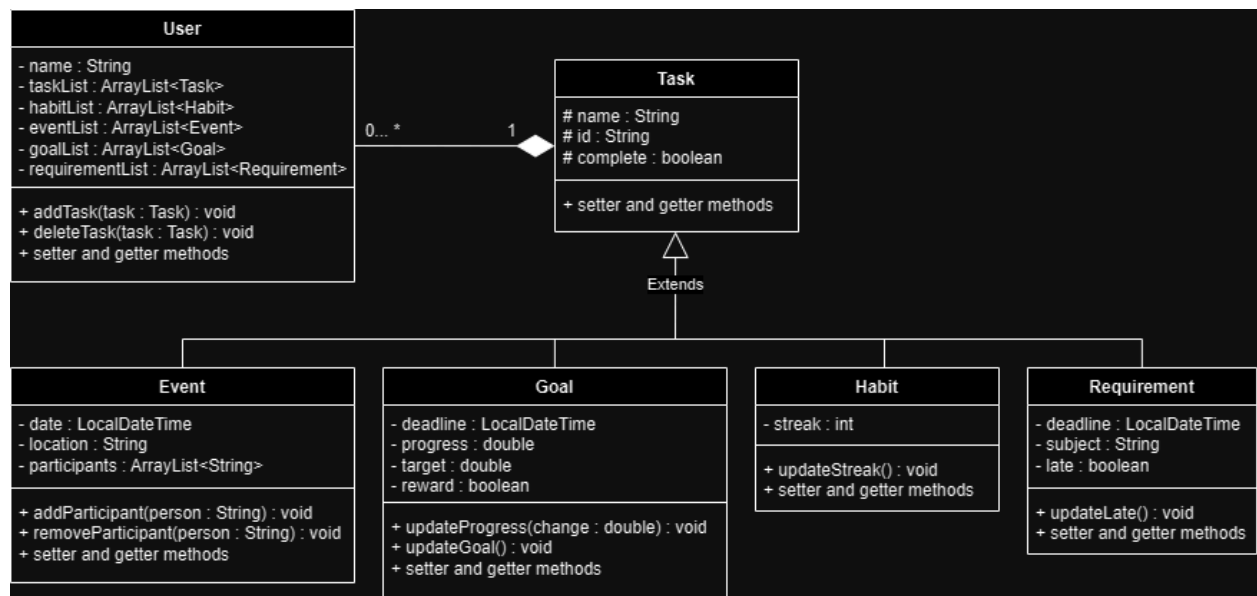 User
- name : String
- taskList : ArrayList<Task>
- habitList : ArrayList<Habit>
- eventList : ArrayList<Event>
- goalList : ArrayList<Goal>
- requirementList : ArrayList<Requirement>
+ addTask(task : Task) : void
+ deleteTask(task : Task) : void
+ setter and getter methods
0... *
1
Task
# name : String
# id : String
# complete : boolean
+ setter and getter methods
Extends
Event
- date : LocalDateTime
- location : String
- participants : ArrayList<String>
+ addParticipant(person : String) : void
+ removeParticipant(person : String) : void
+ setter and getter methods
Goal
- deadline : LocalDateTime
- progress : double
- target : double
- reward : boolean
+ updateProgress(change : double) : void
+ updateGoal() : void
+ setter and getter methods
Habit
- streak : int
+ updateStreak() : void
+ setter and getter methods
Requirement
- deadline : LocalDateTime
- subject : String
- late : boolean
+ updateLate() : void
+ setter and getter methods